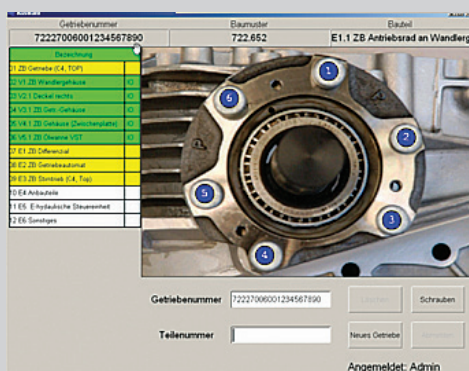 Getriebenummer Baumuster Bauteil
72227006001234567890 722.652 E1.1 ZB Antriebsrad an Wandlerg
Bezeichnung
01 ZB Getriebe (C4, TOP)
02 V1 ZB Wandlergehäuse IO
03 V2.1 Deckel rechts IO
04 V3.1 ZB Getr.-Gehäuse IO
05 V4.1 ZB Gehäuse (Zwischenplatte) IO
06 V5.1 ZB Ölwanne VST IO
07 E1 ZB Differenzial
08 E2 ZB Getriebeautomat
09 E3 ZB Stirntrieb (C4, Top)
10 E4 Anbauteile
11 E5 E-hydraulische Steuereinheit
12 E6 Sonstiges
1
6
2
P
5
3
4
Getriebenummer 72227006001234567890 Schrauben
Teilenummer Neues Getriebe
Angemeldet: Admin